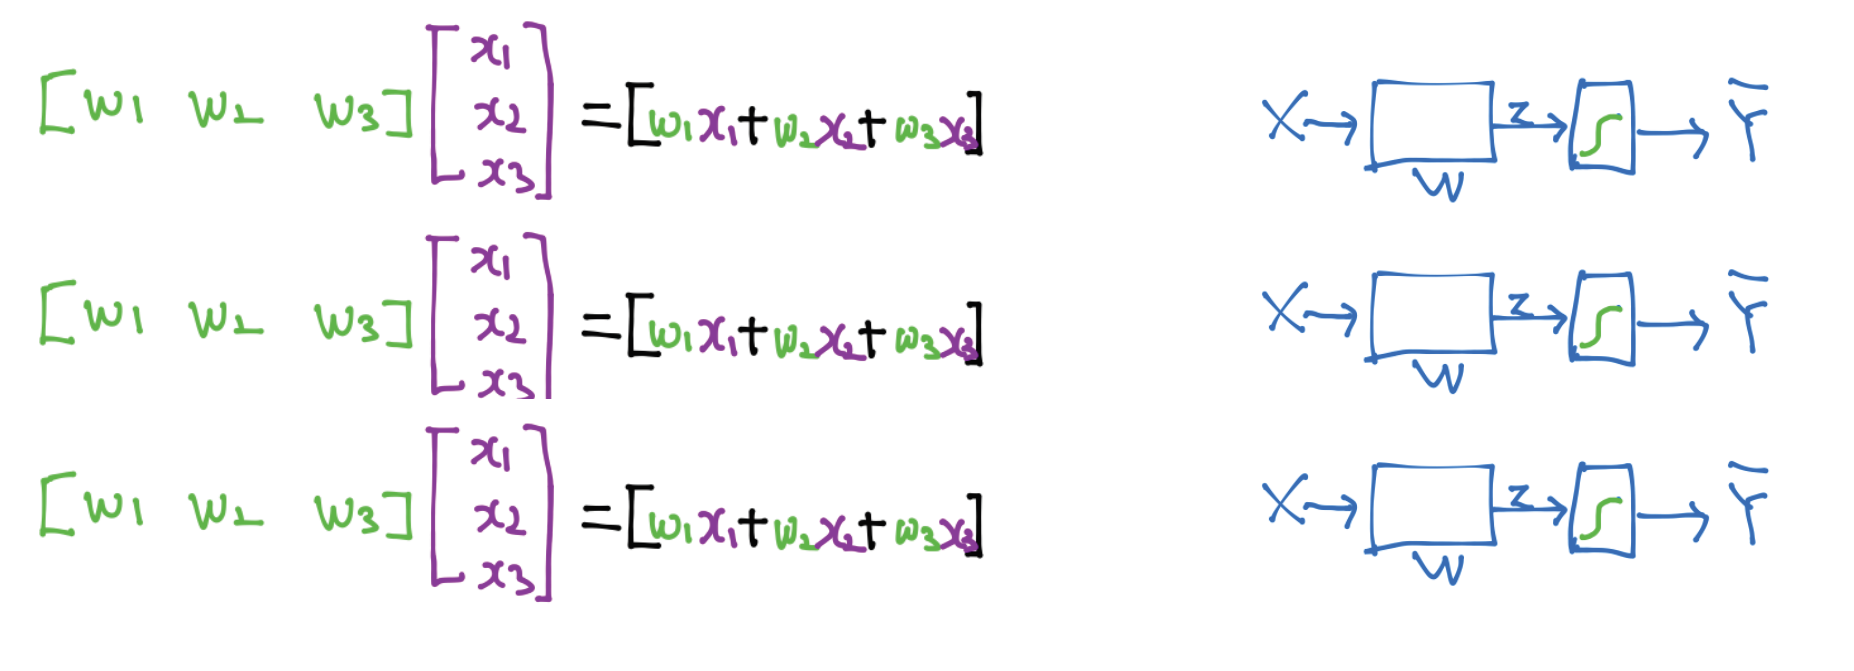 [w1 w2 w3] [x1 x2 x3] = [w1x1+w2x2+w3x3] X → W z → ∫ → Ȳ
[w1 w2 w3] [x1 x2 x3] = [w1x1+w2x2+w3x3] X → W z → ∫ → Ȳ
[w1 w2 w3] [x1 x2 x3] = [w1x1+w2x2+w3x3] X → W z → ∫ → Ȳ